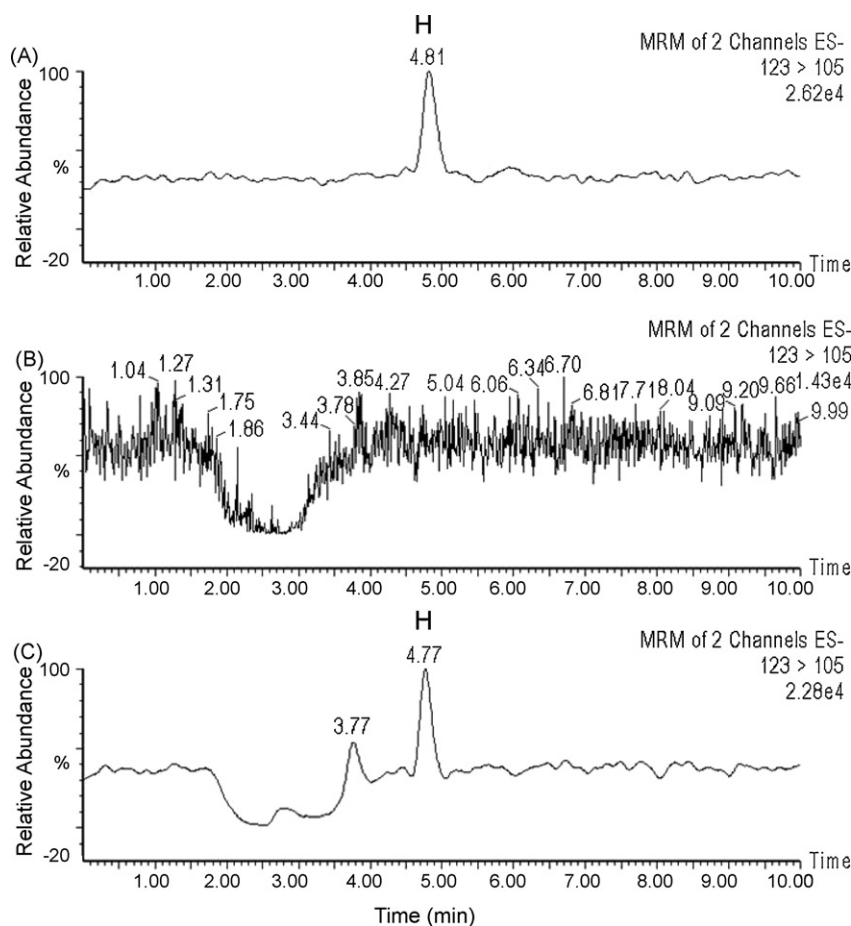 H
(A)
4.81
MRM of 2 Channels ES-
123 > 105
2.62e4
100
%
-20
Relative Abundance
1.00 2.00 3.00 4.00 5.00 6.00 7.00 8.00 9.00 10.00
Time
(B)
MRM of 2 Channels ES-
123 > 105
1.43e4
100
%
-20
Relative Abundance
1.04 1.27 1.31 1.75 1.86 3.44 3.78 3.85 4.27 5.04 6.06 6.34 6.70 6.81 7.71 8.04 9.09 9.20 9.66 9.99
1.00 2.00 3.00 4.00 5.00 6.00 7.00 8.00 9.00 10.00
Time
H
(C)
4.77
3.77
MRM of 2 Channels ES-
123 > 105
2.28e4
100
%
-20
Relative Abundance
1.00 2.00 3.00 4.00 5.00 6.00 7.00 8.00 9.00 10.00
Time
Time (min)